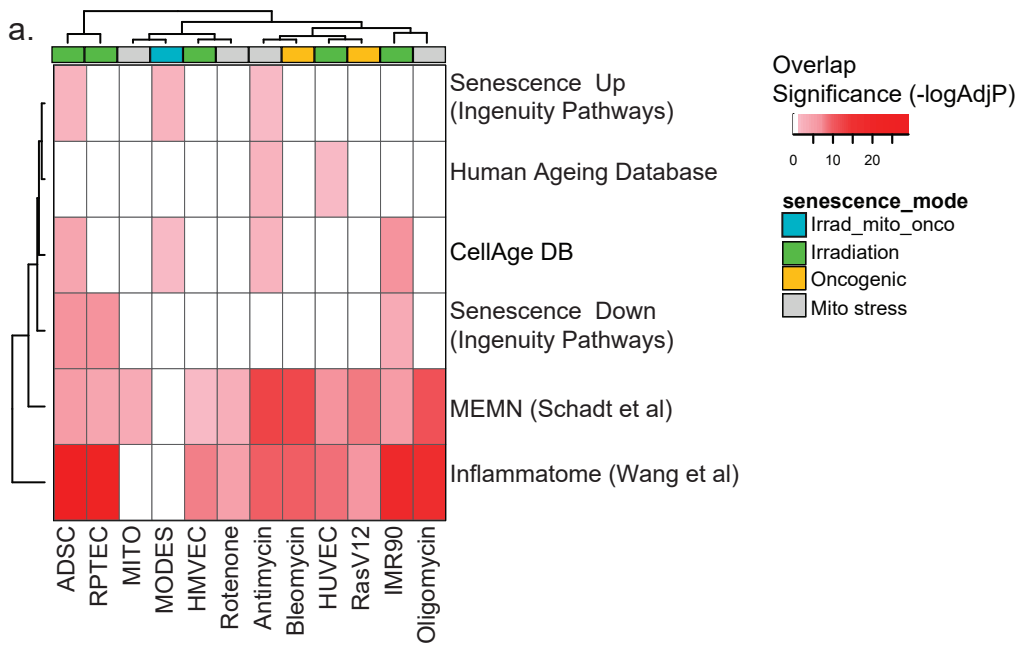 a.
Senescence Up
(Ingenuity Pathways)
Human Ageing Database
CellAge DB
Senescence Down
(Ingenuity Pathways)
MEMN (Schadt et al)
Inflammatome (Wang et al)
ADSC
RPTEC
MITO
MODES
HMVEC
Rotenone
Antimycin
Bleomycin
HUVEC
RasV12
IMR90
Oligomycin
Overlap
Significance (-logAdjP)
0 10 20
senescence_mode
Irrad_mito_onco
Irradiation
Oncogenic
Mito stress